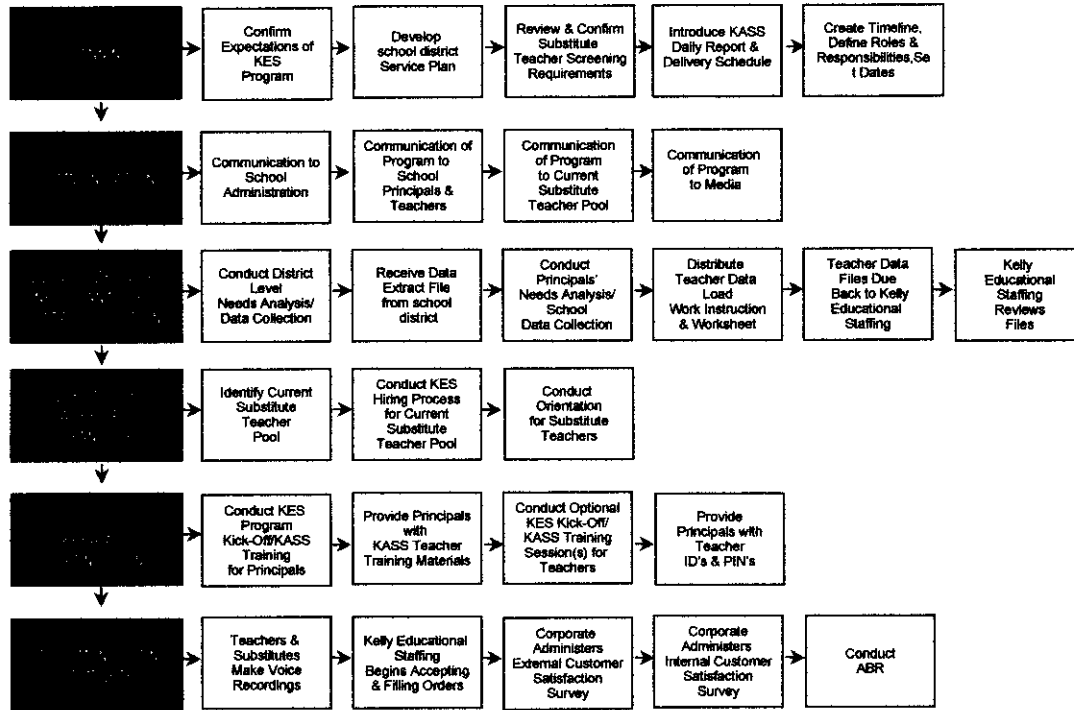 Confirm
Expectations of
KES
Program
Develop
school district
Service Plan
Review & Confirm
Substitute
Teacher Screening
Requirements
Introduce KASS
Daily Report &
Delivery Schedule
Create Timeline,
Define Roles &
Responsibilities,Se
t Dates
Communication to
School
Administration
Communication of
Program to
School
Principals &
Teachers
Communication
of Program
to Current
Substitute
Teacher Pool
Communication
of Program
to Media
Conduct District
Level
Needs Analysis/
Data Collection
Receive Data
Extract File
from school
district
Conduct
Principals'
Needs Analysis/
School
Data Collection
Distribute
Teacher Data
Load
Work Instruction
& Worksheet
Teacher Data
Files Due
Back to Kelly
Educational
Staffing
Kelly
Educational
Staffing
Reviews
Files
Identify Current
Substitute
Teacher
Pool
Conduct KES
Hiring Process
for Current
Substitute
Teacher Pool
Conduct
Orientation
for Substitute
Teachers
Conduct KES
Program
Kick-Off/KASS
Training
for Principals
Provide Principals
with
KASS Teacher
Training Materials
Conduct Optional
KES Kick-Off/
KASS Training
Session(s) for
Teachers
Provide
Principals with
Teacher
ID's & PIN's
Teachers &
Substitutes
Make Voice
Recordings
Kelly Educational
Staffing
Begins Accepting
& Filling Orders
Corporate
Administers
External Customer
Satisfaction
Survey
Corporate
Administers
Internal Customer
Satisfaction
Survey
Conduct
ABR